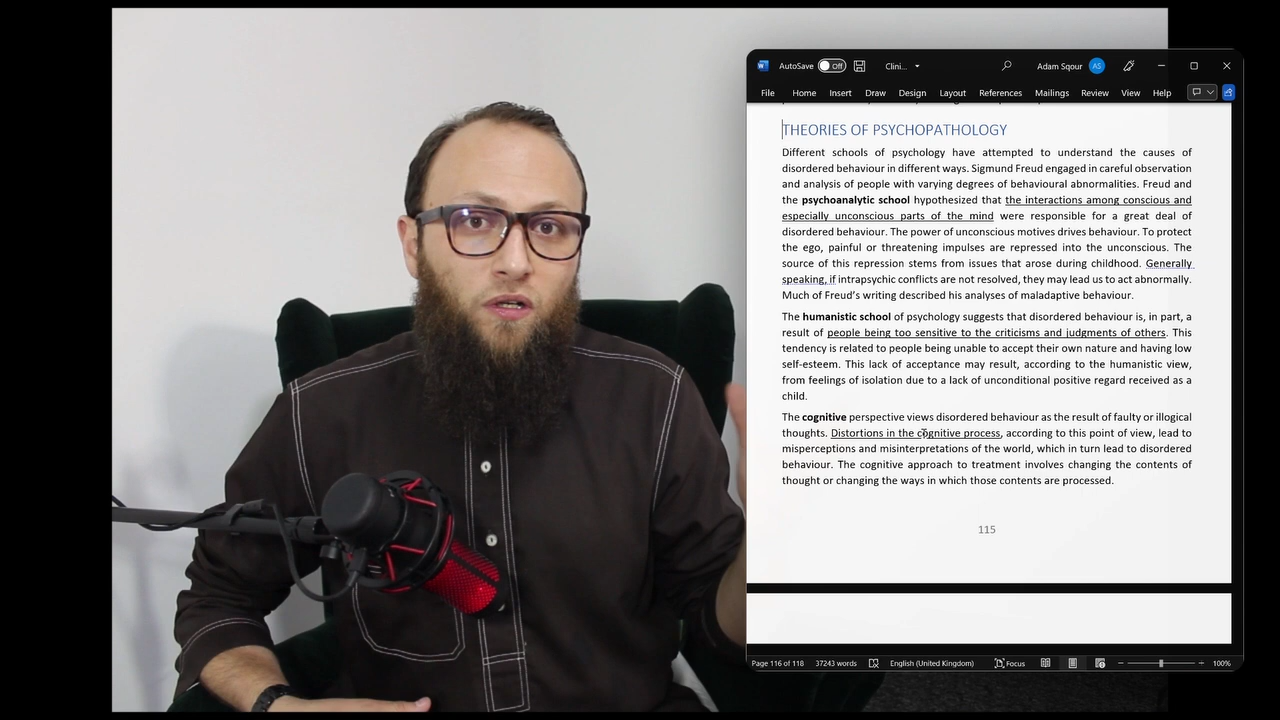 AutoSave Off Clini... Adam Sqour AS
File Home Insert Draw Design Layout References Mailings Review View Help
THEORIES OF PSYCHOPATHOLOGY
Different schools of psychology have attempted to understand the causes of
disordered behaviour in different ways. Sigmund Freud engaged in careful observation
and analysis of people with varying degrees of behavioural abnormalities. Freud and
the psychoanalytic school hypothesized that the interactions among conscious and
especially unconscious parts of the mind were responsible for a great deal of
disordered behaviour. The power of unconscious motives drives behaviour. To protect
the ego, painful or threatening impulses are repressed into the unconscious. The
source of this repression stems from issues that arose during childhood. Generally
speaking, if intrapsychic conflicts are not resolved, they may lead us to act abnormally.
Much of Freud's writing described his analyses of maladaptive behaviour.
The humanistic school of psychology suggests that disordered behaviour is, in part, a
result of people being too sensitive to the criticisms and judgments of others. This
tendency is related to people being unable to accept their own nature and having low
self-esteem. This lack of acceptance may result, according to the humanistic view,
from feelings of isolation due to a lack of unconditional positive regard received as a
child.
The cognitive perspective views disordered behaviour as the result of faulty or illogical
thoughts. Distortions in the cognitive process, according to this point of view, lead to
misperceptions and misinterpretations of the world, which in turn lead to disordered
behaviour. The cognitive approach to treatment involves changing the contents of
thought or changing the ways in which those contents are processed.
115
Page 116 of 118 37243 words English (United Kingdom) Focus 100%